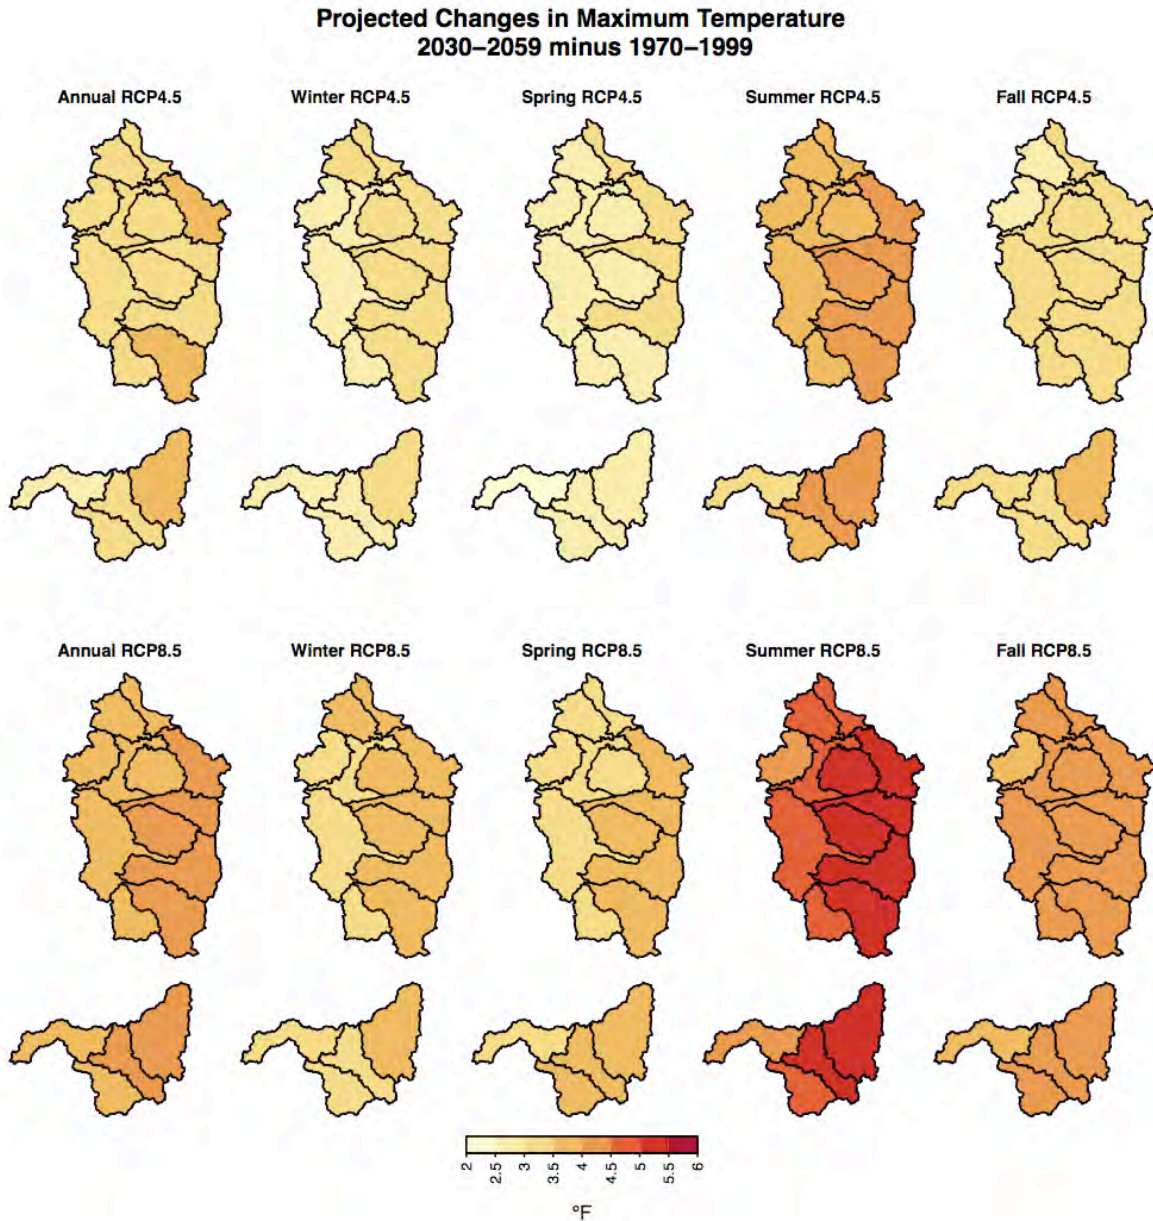 Projected Changes in Maximum Temperature
2030–2059 minus 1970–1999
Annual RCP4.5 Winter RCP4.5 Spring RCP4.5 Summer RCP4.5 Fall RCP4.5
Annual RCP8.5 Winter RCP8.5 Spring RCP8.5 Summer RCP8.5 Fall RCP8.5
2 2.5 3 3.5 4 4.5 5 5.5 6
°F